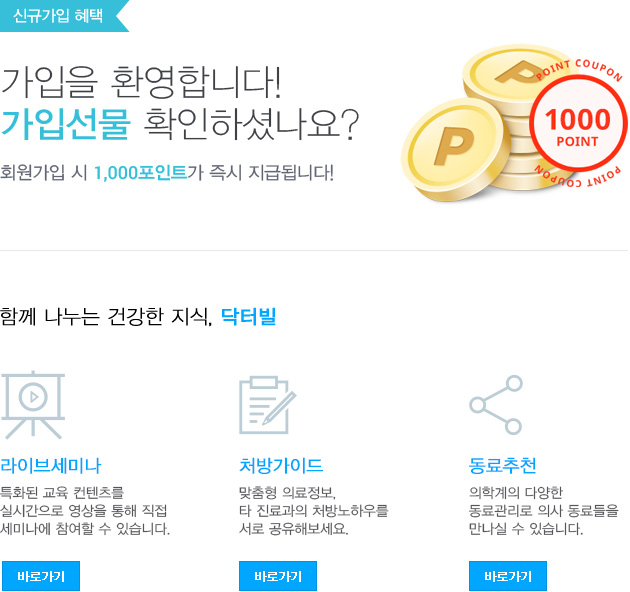 신규가입 혜택
가입을 환영합니다!
가입선물 확인하셨나요?
회원가입 시 1,000포인트가 즉시 지급됩니다!
P
P
POINT COUPON
1000
POINT
POINT COUPON
함께 나누는 건강한 지식, 닥터빌
라이브세미나
특화된 교육 컨텐츠를
실시간으로 영상을 통해 직접
세미나에 참여할 수 있습니다.
바로가기
처방가이드
맞춤형 의료정보,
타 진료과의 처방노하우를
서로 공유해보세요.
바로가기
동료추천
의학계의 다양한
동료관리로 의사 동료들을
만나실 수 있습니다.
바로가기